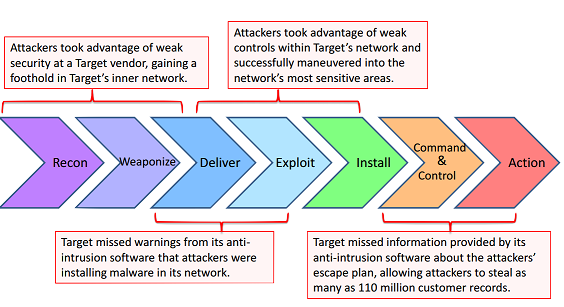 Attackers took advantage of weak
security at a Target vendor, gaining a
foothold in Target's inner network.
Attackers took advantage of weak
controls within Target's network and
successfully maneuvered into the
network's most sensitive areas.
Recon
Weaponize
Deliver
Exploit
Install
Command
&
Control
Action
Target missed warnings from its anti-
intrusion software that attackers were
installing malware in its network.
Target missed information provided by its
anti-intrusion software about the attackers'
escape plan, allowing attackers to steal as
many as 110 million customer records.